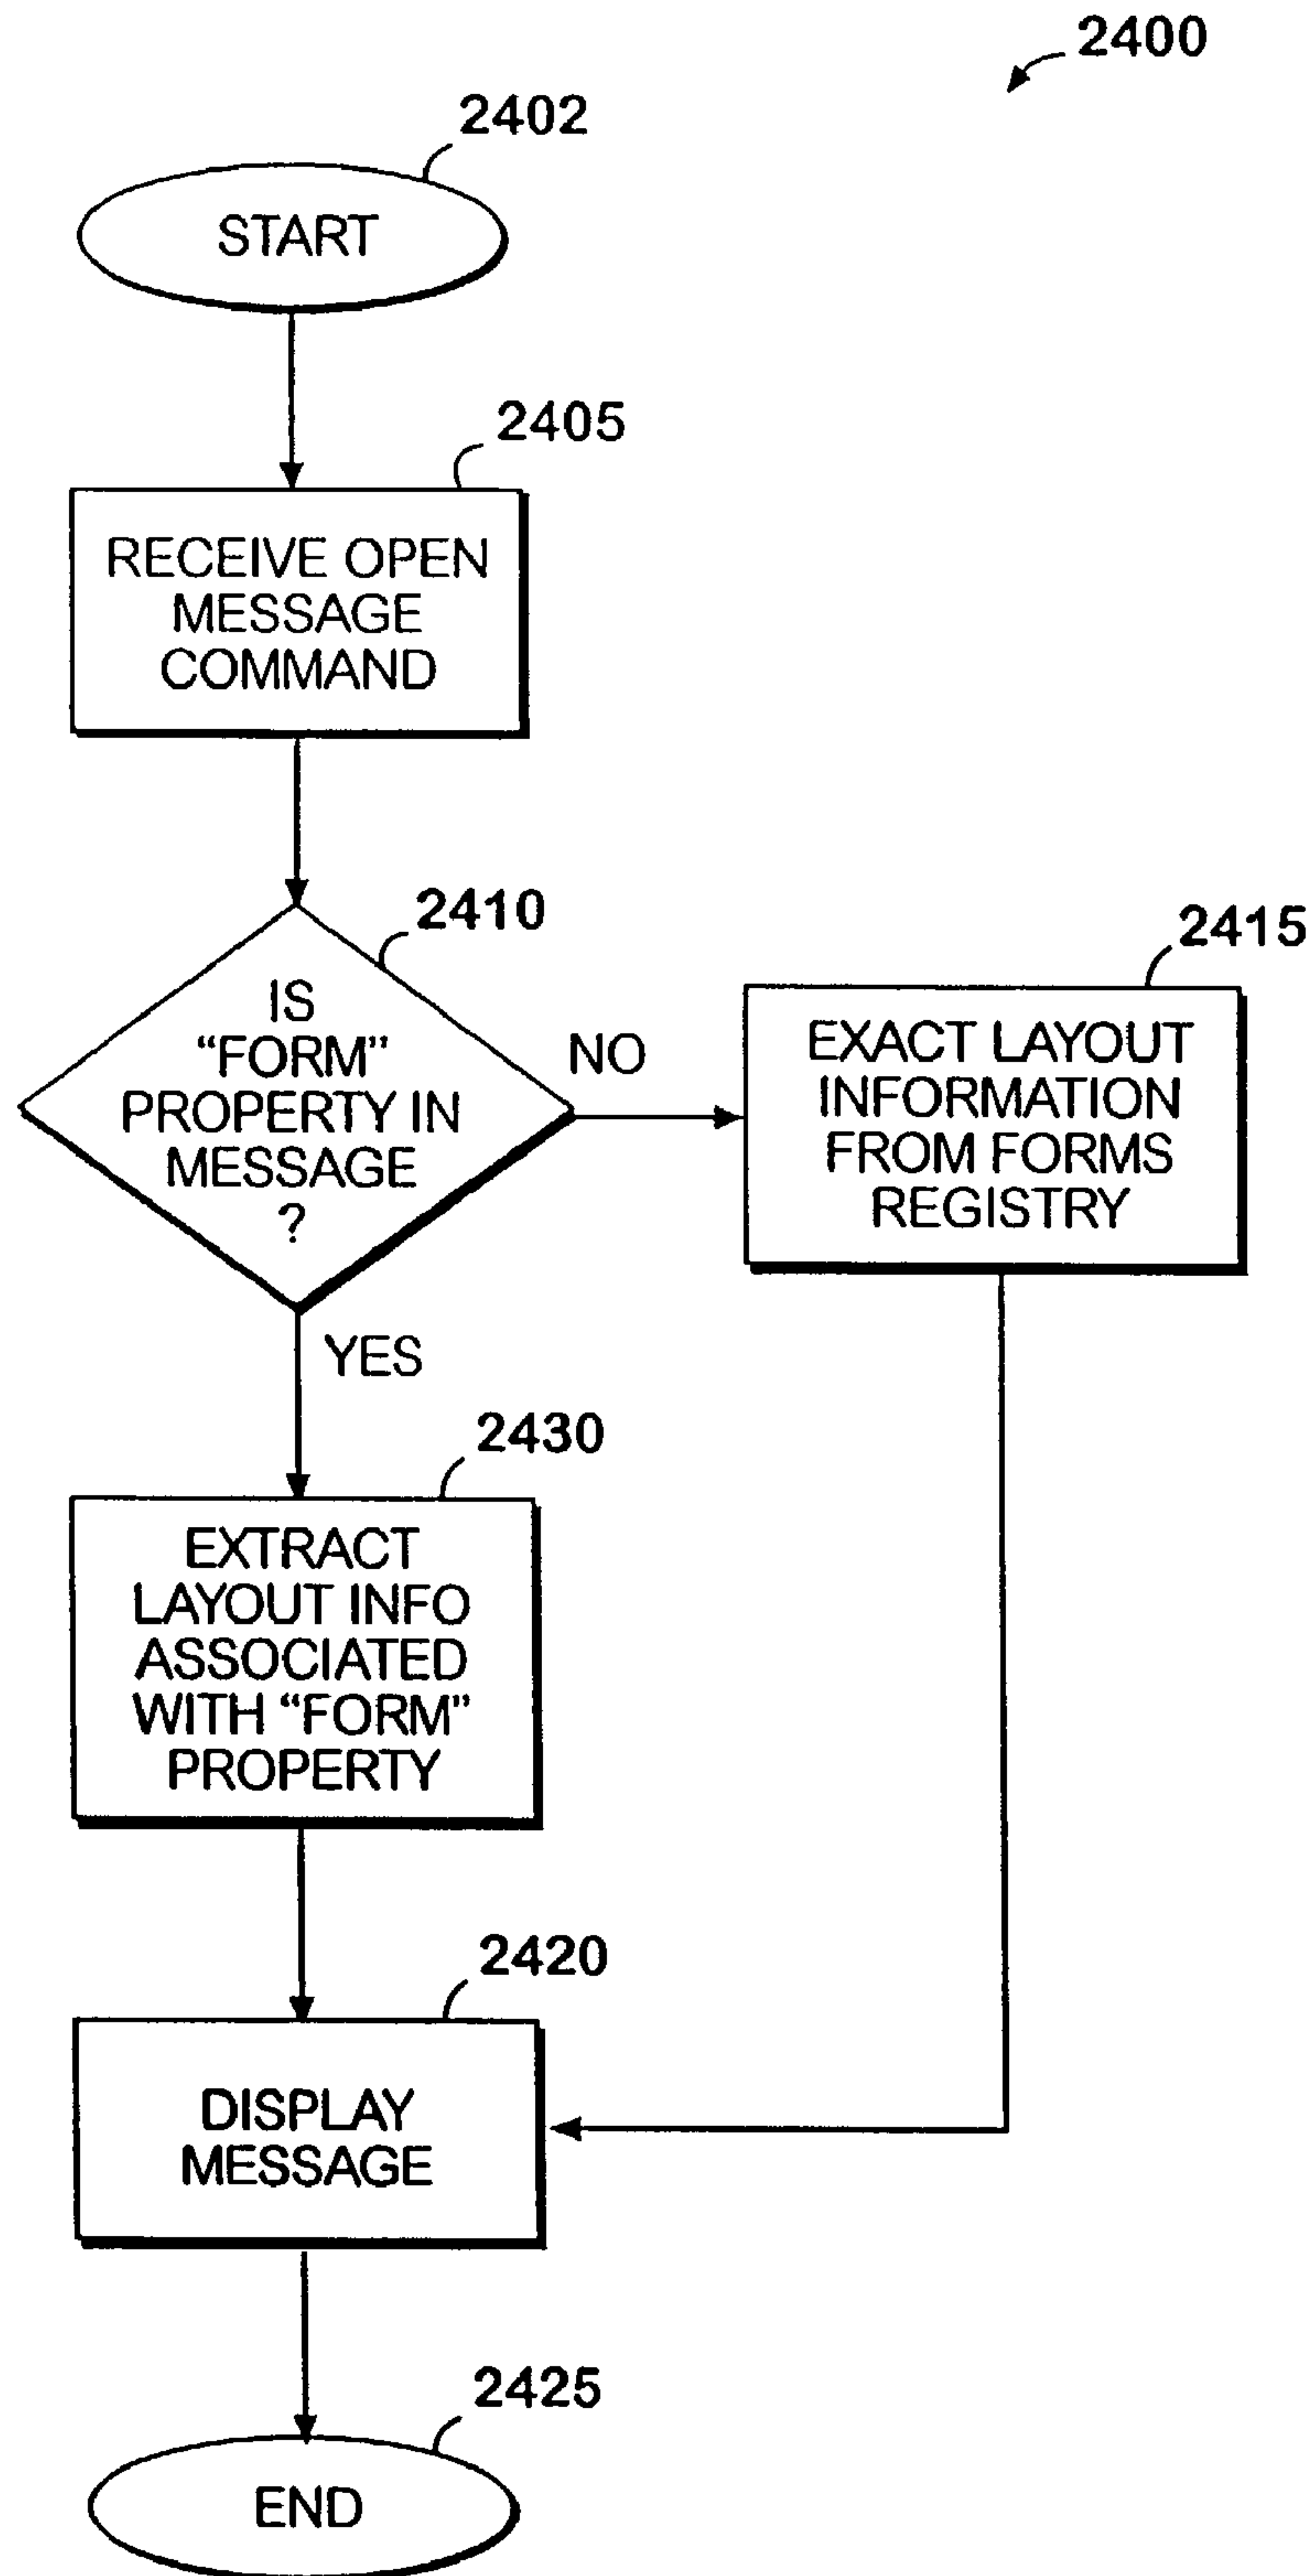 2400
2402
START
2405
RECEIVE OPEN
MESSAGE
COMMAND
2410
IS
“FORM”
PROPERTY IN
MESSAGE
?
NO
2415
EXACT LAYOUT
INFORMATION
FROM FORMS
REGISTRY
YES
2430
EXTRACT
LAYOUT INFO
ASSOCIATED
WITH “FORM”
PROPERTY
2420
DISPLAY
MESSAGE
2425
END